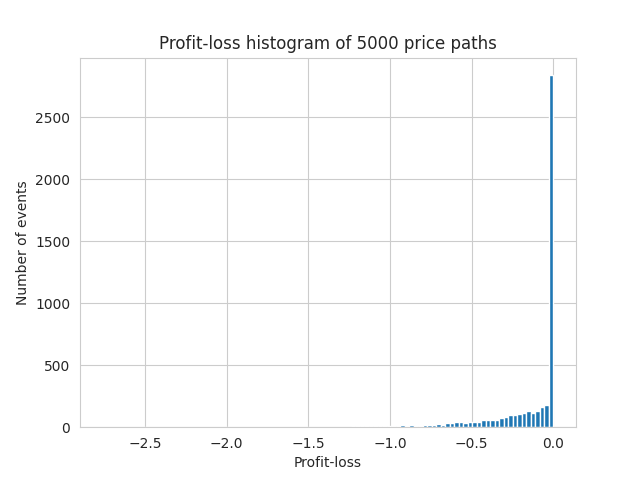 Profit-loss histogram of 5000 price paths
Number of events
2500
2000
1500
1000
500
0
−2.5 −2.0 −1.5 −1.0 −0.5 0.0
Profit-loss